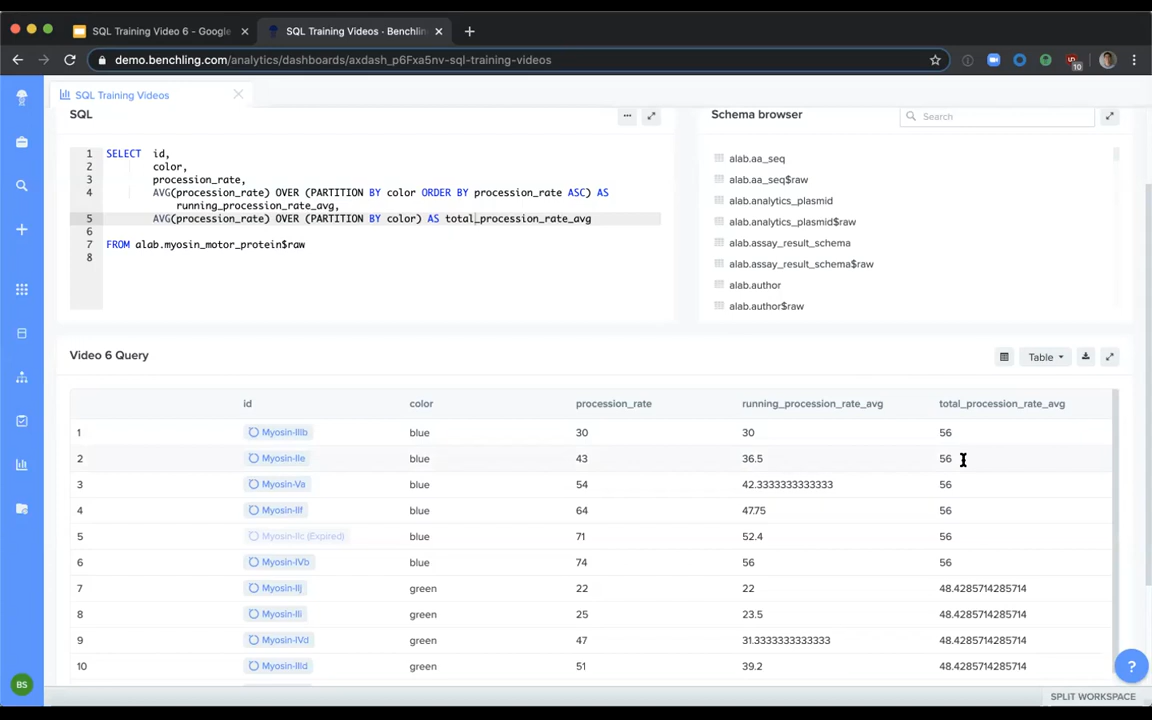 SQL Training Video 6 - Google
SQL Training Videos · Benchlin
demo.benchling.com/analytics/dashboards/axdash_p6Fxa5nv-sql-training-videos
10
SQL Training Videos
SQL
Schema browser
Search
1 SELECT id,
2 color,
3 procession_rate,
4 AVG(procession_rate) OVER (PARTITION BY color ORDER BY procession_rate ASC) AS
running_procession_rate_avg,
5 AVG(procession_rate) OVER (PARTITION BY color) AS total_procession_rate_avg
6
7 FROM alab.myosin_motor_protein$raw
8
alab.aa_seq
alab.aa_seq$raw
alab.analytics_plasmid
alab.analytics_plasmid$raw
alab.assay_result_schema
alab.assay_result_schema$raw
alab.author
alab.author$raw
Video 6 Query
Table
id color procession_rate running_procession_rate_avg total_procession_rate_avg
1 Myosin-IIIb blue 30 30 56
2 Myosin-IIe blue 43 36.5 56
3 Myosin-Va blue 54 42.3333333333333 56
4 Myosin-IIf blue 64 47.75 56
5 Myosin-IIc (Expired) blue 71 52.4 56
6 Myosin-IVb blue 74 56 56
7 Myosin-IIj green 22 22 48.4285714285714
8 Myosin-IIi green 25 23.5 48.4285714285714
9 Myosin-IVd green 47 31.3333333333333 48.4285714285714
10 Myosin-IIId green 51 39.2 48.4285714285714
?
BS
SPLIT WORKSPACE